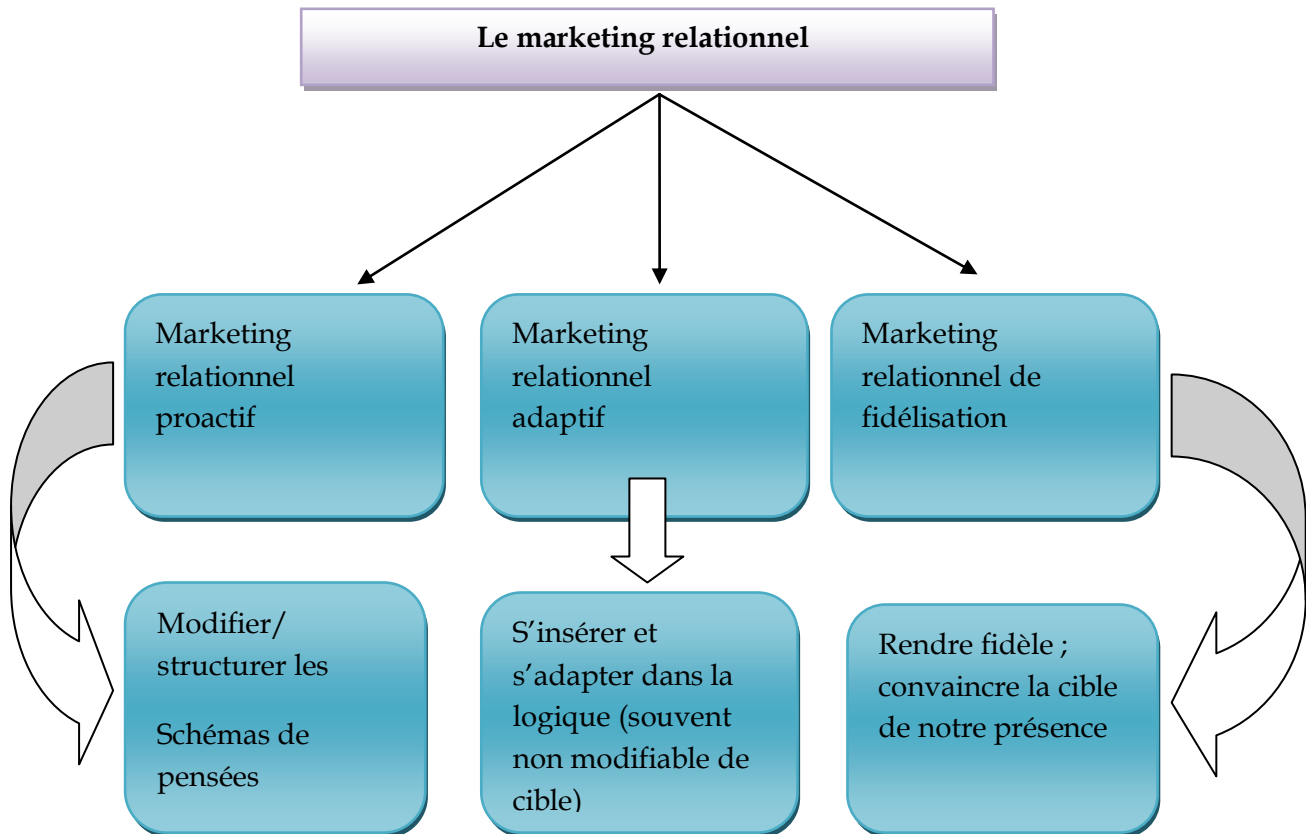 Le marketing relationnel
Marketing
relationnel
proactif
Marketing
relationnel
adaptif
Marketing
relationnel de
fidélisation
Modifier/
structurer les
Schémas de
pensées
S’insérer et
s’adapter dans la
logique (souvent
non modifiable de
cible)
Rendre fidèle ;
convaincre la cible
de notre présence